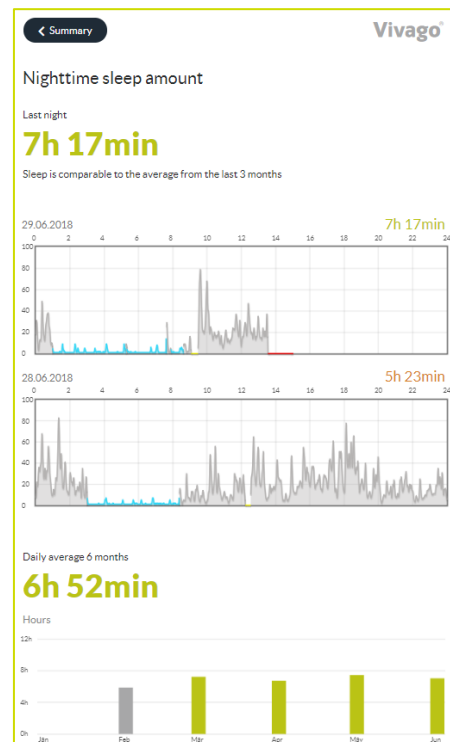 Summary
Vivago®
Nighttime sleep amount
Last night
7h 17min
Sleep is comparable to the average from the last 3 months
29.06.2018 7h 17min
0 2 4 6 8 10 12 14 16 18 20 22 24
100
80
60
40
20
0
28.06.2018 5h 23min
0 2 4 6 8 10 12 14 16 18 20 22 24
100
80
60
40
20
0
Daily average 6 months
6h 52min
Hours
12h
8h
4h
0h
Jan Feb Mar Apr May Jun